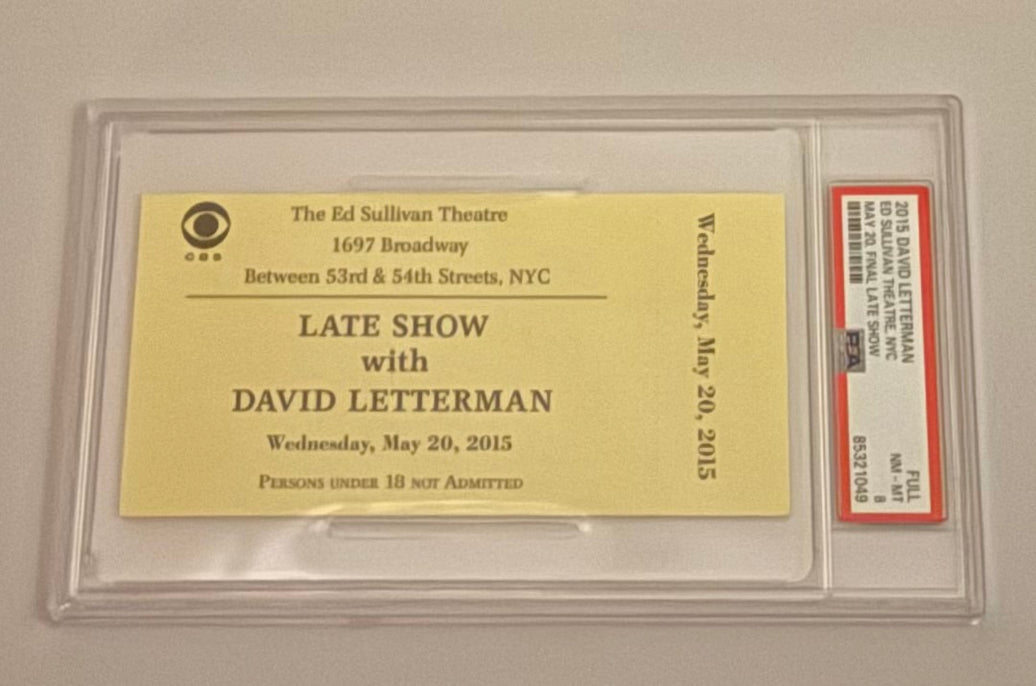 CBS
The Ed Sullivan Theatre
1697 Broadway
Between 53rd & 54th Streets, NYC
LATE SHOW
with
DAVID LETTERMAN
Wednesday, May 20, 2015
PERSONS UNDER 18 NOT ADMITTED
Wednesday, May 20, 2015
2015 DAVID LETTERMAN FULL
ED SULLIVAN THEATRE, NYC NM - MT
MAY 20, FINAL LATE SHOW 8
PSA 85321049